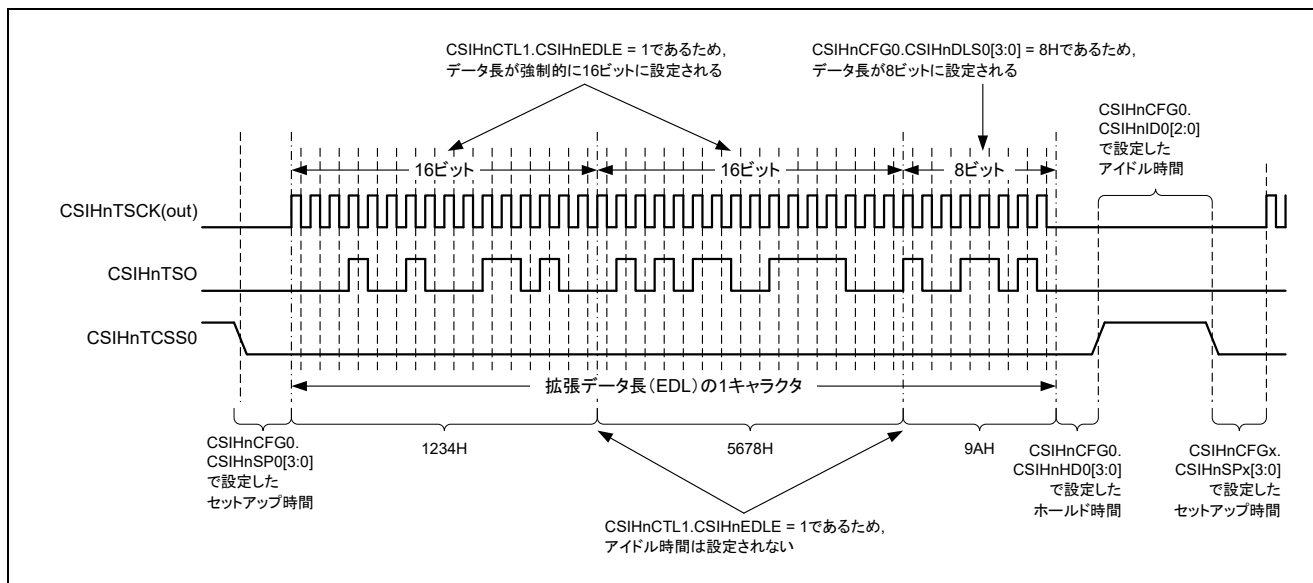 CSIHnCTL1.CSIHnEDLE = 1であるため,
データ長が強制的に16ビットに設定される
CSIHnCFG0.CSIHnDLS0[3:0] = 8Hであるため,
データ長が8ビットに設定される
CSIHnCFG0.
CSIHnID0[2:0]
で設定した
アイドル時間
16ビット
16ビット
8ビット
CSIHnTSCK(out)
CSIHnTSO
CSIHnTCSS0
拡張データ長(EDL)の1キャラクタ
CSIHnCFG0.
CSIHnSP0[3:0]
で設定した
セットアップ時間
1234H
5678H
9AH
CSIHnCFG0.
CSIHnHD0[3:0]
で設定した
ホールド時間
CSIHnCFGx.
CSIHnSPx[3:0]
で設定した
セットアップ時間
CSIHnCTL1.CSIHnEDLE = 1であるため,
アイドル時間は設定されない